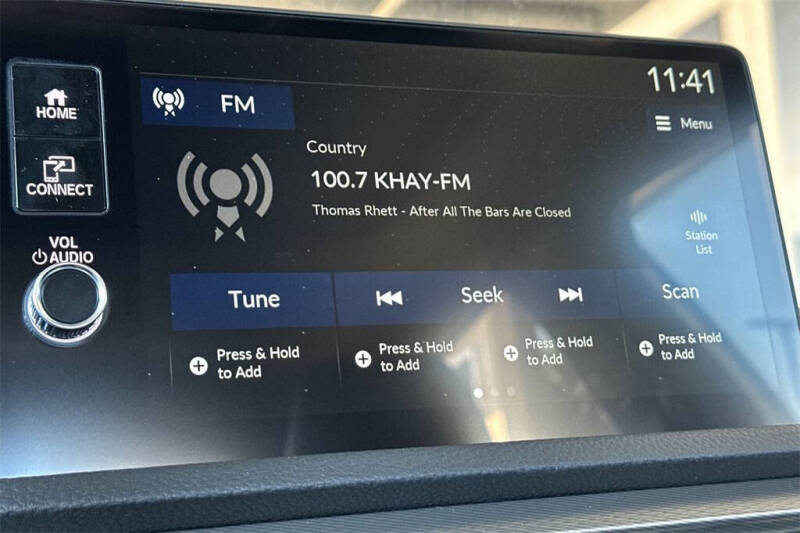 11:41
HOME
FM
Menu
Country
CONNECT
100.7 KHAY-FM
Thomas Rhett - After All The Bars Are Closed
Station
List
VOL
AUDIO
Tune
Seek
Scan
Press & Hold
to Add
Press & Hold
to Add
Press & Hold
to Add
Press & Hold
to Add